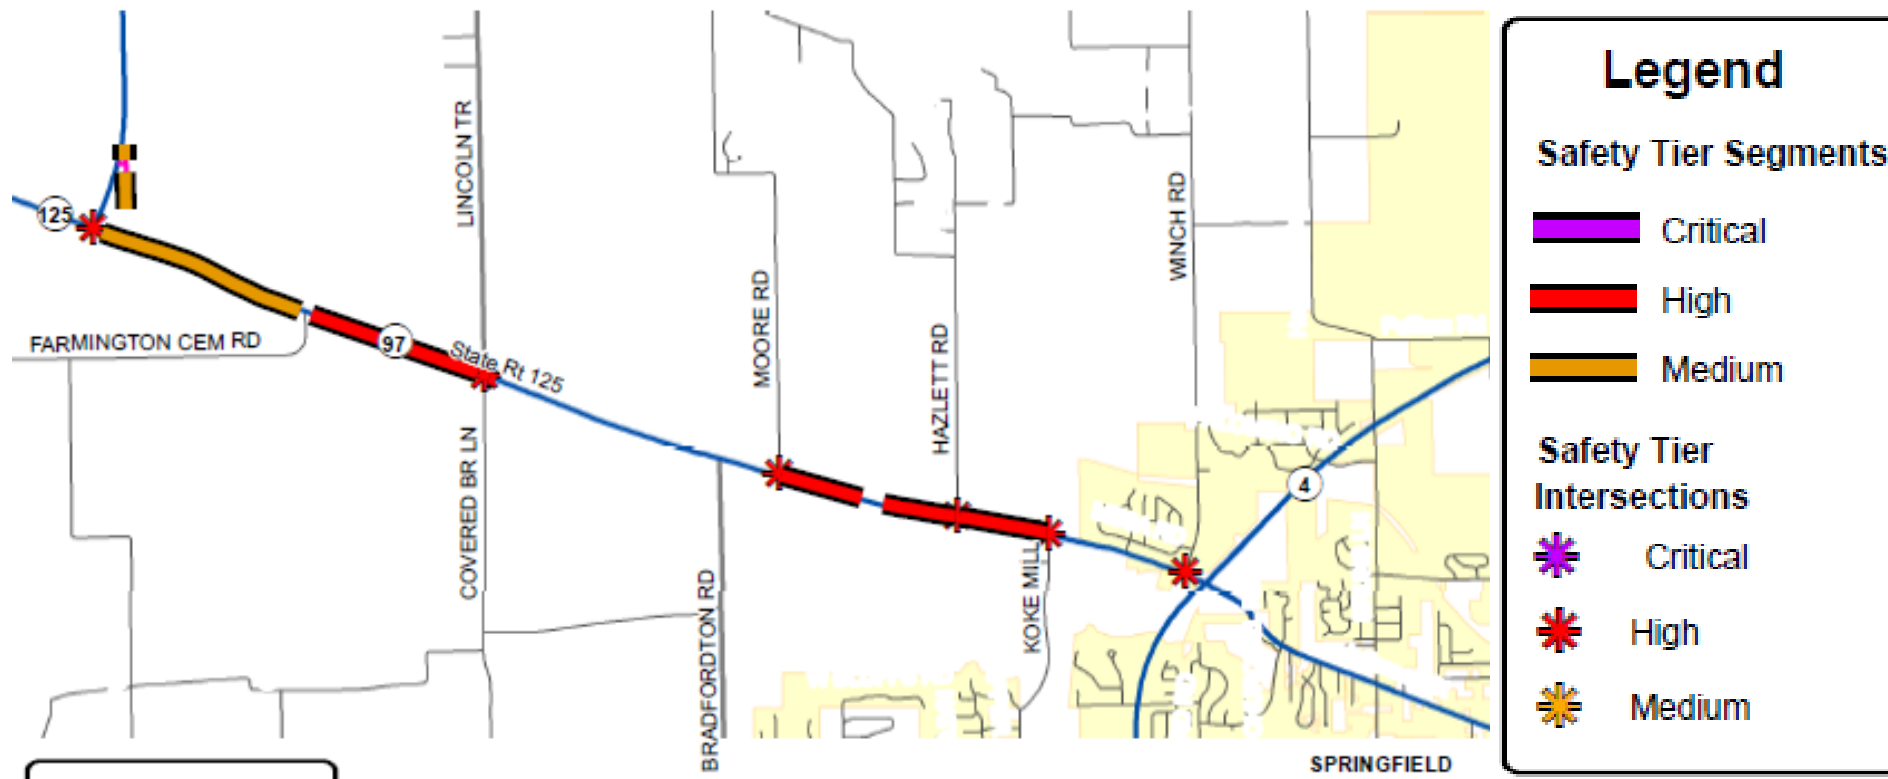 Legend
Safety Tier Segments
Critical
High
Medium
Safety Tier
Intersections
Critical
High
Medium
125
97
State Rt 125
4
FARMINGTON CEM RD
LINCOLN TR
COVERED BR LN
MOORE RD
BRADFORDTON RD
HAZLETT RD
KOKE MILL
WINCH RD
SPRINGFIELD